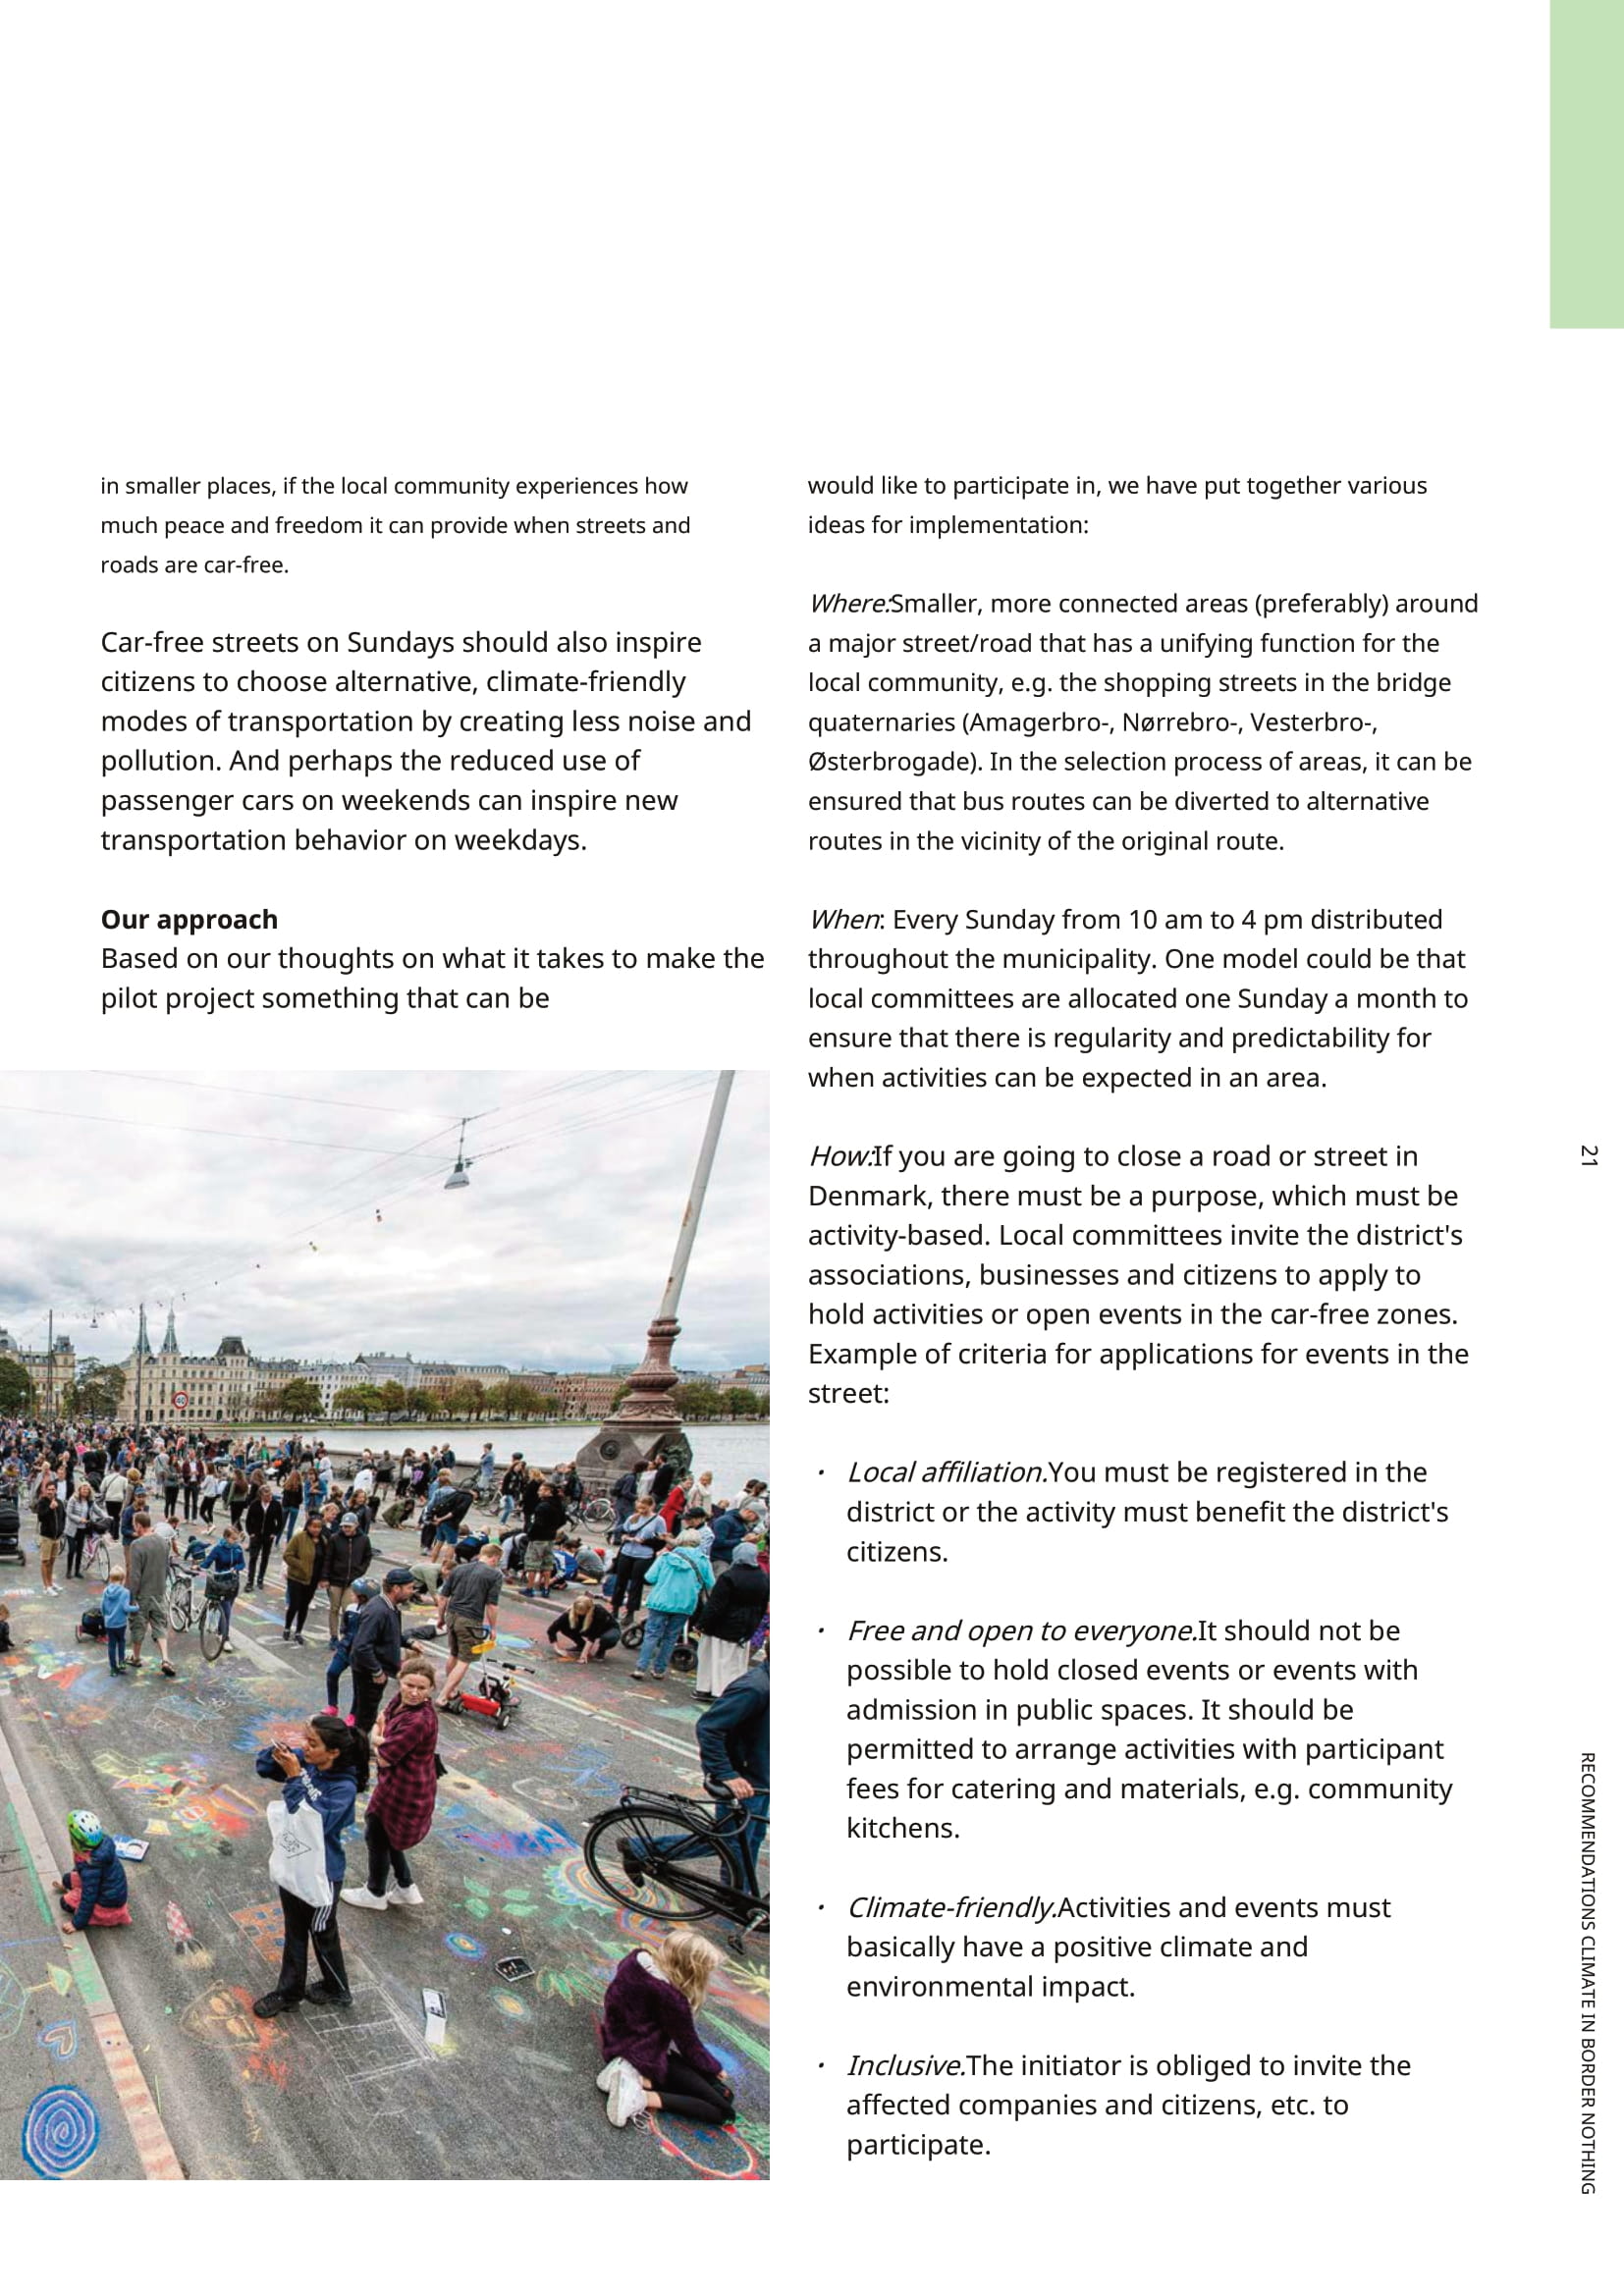 in smaller places, if the local community experiences how
much peace and freedom it can provide when streets and
roads are car-free.
Car-free streets on Sundays should also inspire
citizens to choose alternative, climate-friendly
modes of transportation by creating less noise and
pollution. And perhaps the reduced use of
passenger cars on weekends can inspire new
transportation behavior on weekdays.
Our approach
Based on our thoughts on what it takes to make the
pilot project something that can be
would like to participate in, we have put together various
ideas for implementation:
Where:Smaller, more connected areas (preferably) around
a major street/road that has a unifying function for the
local community, e.g. the shopping streets in the bridge
quaternaries (Amagerbro-, Nørrebro-, Vesterbro-,
Østerbrogade). In the selection process of areas, it can be
ensured that bus routes can be diverted to alternative
routes in the vicinity of the original route.
When: Every Sunday from 10 am to 4 pm distributed
throughout the municipality. One model could be that
local committees are allocated one Sunday a month to
ensure that there is regularity and predictability for
when activities can be expected in an area.
How:If you are going to close a road or street in
Denmark, there must be a purpose, which must be
activity-based. Local committees invite the district's
associations, businesses and citizens to apply to
hold activities or open events in the car-free zones.
Example of criteria for applications for events in the
street:
· Local affiliation.You must be registered in the
district or the activity must benefit the district's
citizens.
· Free and open to everyone.It should not be
possible to hold closed events or events with
admission in public spaces. It should be
permitted to arrange activities with participant
fees for catering and materials, e.g. community
kitchens.
· Climate-friendly.Activities and events must
basically have a positive climate and
environmental impact.
· Inclusive.The initiator is obliged to invite the
affected companies and citizens, etc. to
participate.
21
RECOMMENDATIONS CLIMATE IN BORDER NOTHING